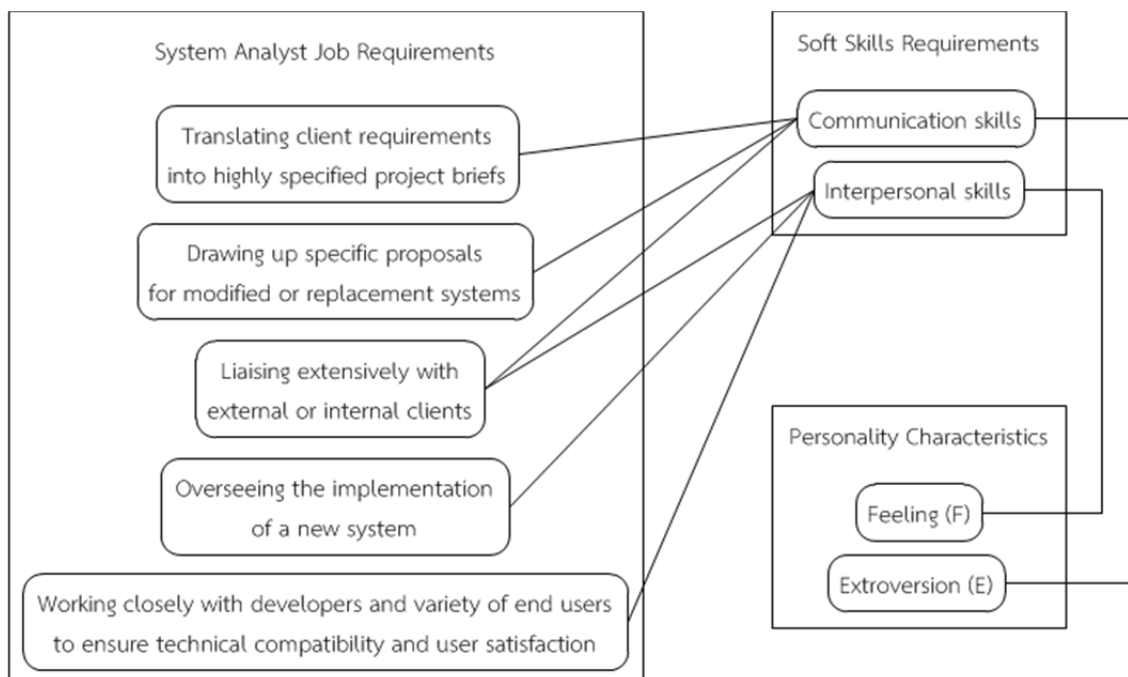 System Analyst Job Requirements
Translating client requirements
into highly specified project briefs
Drawing up specific proposals
for modified or replacement systems
Liaising extensively with
external or internal clients
Overseeing the implementation
of a new system
Working closely with developers and variety of end users
to ensure technical compatibility and user satisfaction
Soft Skills Requirements
Communication skills
Interpersonal skills
Personality Characteristics
Feeling (F)
Extroversion (E)